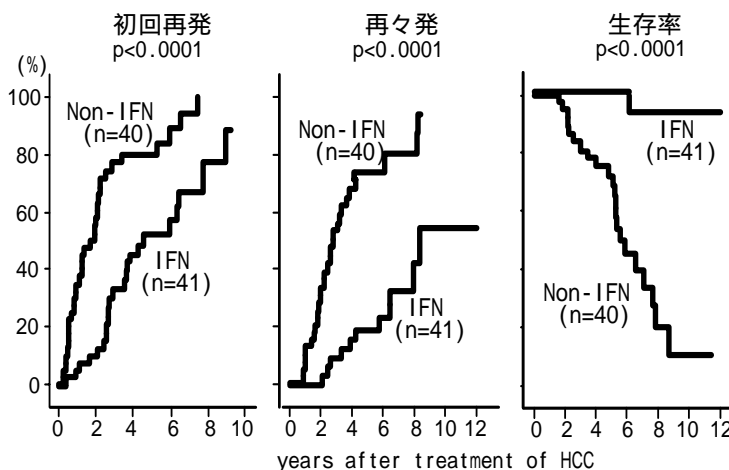 初回再発
p<0.0001
再々発
p<0.0001
生存率
p<0.0001
(%)
100
80
60
40
20
0
Non-IFN
(n=40)
IFN
(n=41)
0 2 4 6 8 10
Non-IFN
(n=40)
IFN
(n=41)
0 2 4 6 8 10 12
IFN
(n=41)
Non-IFN
(n=40)
0 2 4 6 8 10 12
years after treatment of HCC